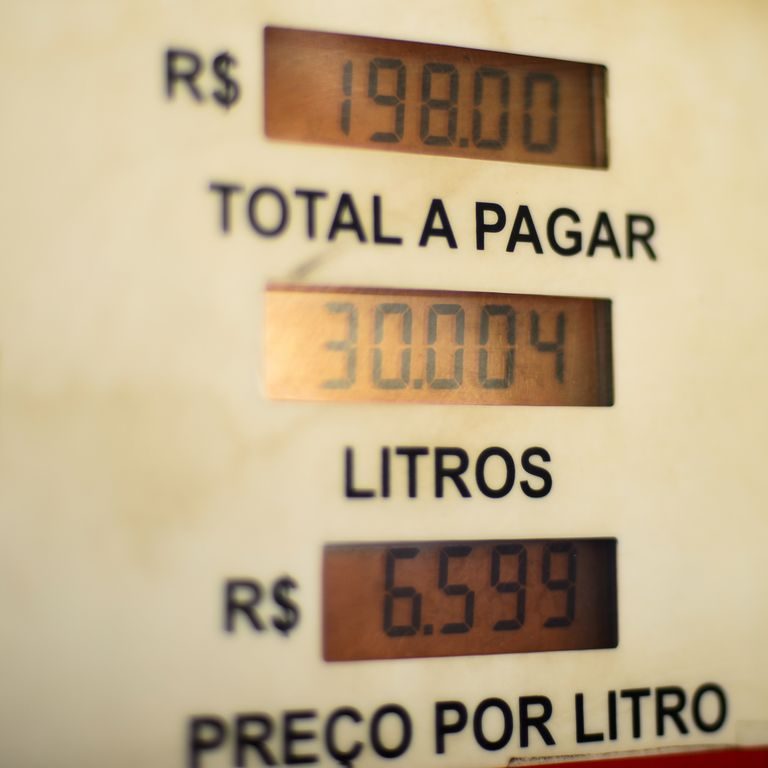 R$ 198.00
TOTAL A PAGAR
30.004
LITROS
R$ 6.599
PREÇO POR LITRO